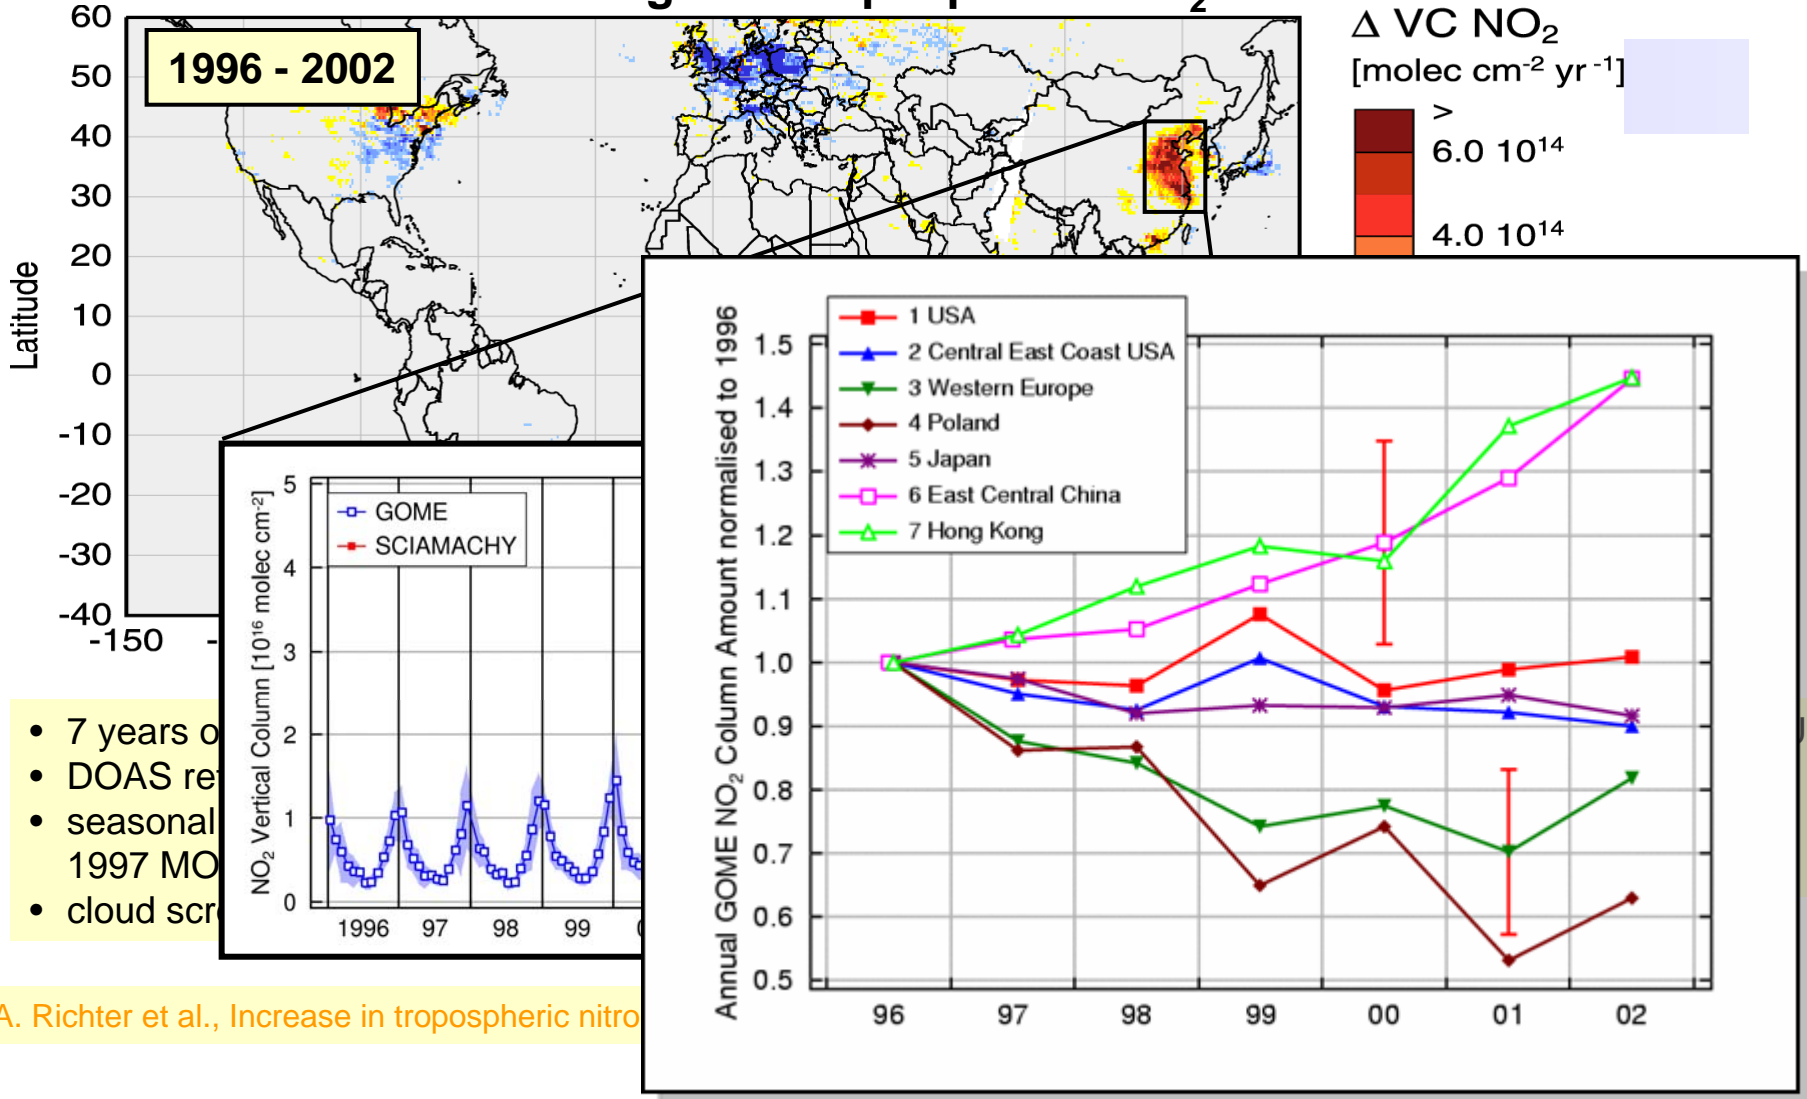 1996 - 2002
60
50
40
30
20
10
0
-10
-20
-30
-40
Latitude
-150
Δ VC NO₂
[molec cm⁻² yr⁻¹]
>
6.0 10¹⁴
4.0 10¹⁴
7 years o
DOAS re
seasonal
1997 MO
cloud scr
A. Richter et al., Increase in tropospheric nitro
NO₂ Vertical Column [10¹⁶ molec cm⁻²]
5
4
3
2
1
0
GOME
SCIAMACHY
1996 97 98 99
Annual GOME NO₂ Column Amount normalised to 1996
1 USA
2 Central East Coast USA
3 Western Europe
4 Poland
5 Japan
6 East Central China
7 Hong Kong
1.5
1.4
1.3
1.2
1.1
1.0
0.9
0.8
0.7
0.6
0.5
96 97 98 99 00 01 02